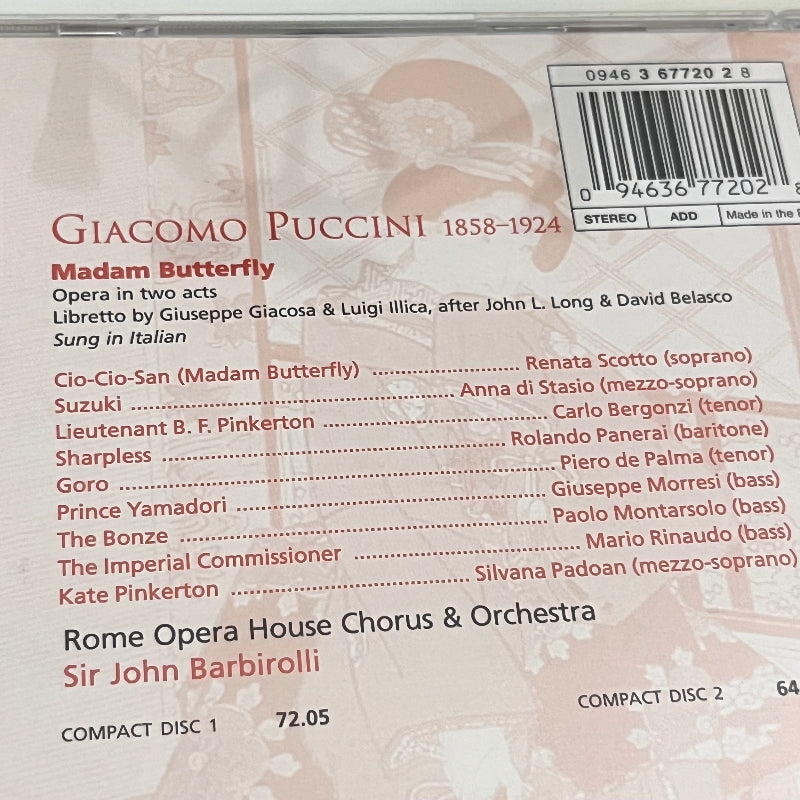 0946 3 67720 2 8
0 94636 77202 8
STEREO ADD Made in the
GIACOMO PUCCINI 1858–1924
Madam Butterfly
Opera in two acts
Libretto by Giuseppe Giacosa & Luigi Illica, after John L. Long & David Belasco
Sung in Italian
Cio-Cio-San (Madam Butterfly) ........................ Renata Scotto (soprano)
Suzuki ........................ Anna di Stasio (mezzo-soprano)
Lieutenant B. F. Pinkerton ........................ Carlo Bergonzi (tenor)
Sharpless ........................ Rolando Panerai (baritone)
Goro ........................ Piero de Palma (tenor)
Prince Yamadori ........................ Giuseppe Morresi (bass)
The Bonze ........................ Paolo Montarsolo (bass)
The Imperial Commissioner ........................ Mario Rinaudo (bass)
Kate Pinkerton ........................ Silvana Padoan (mezzo-soprano)
Rome Opera House Chorus & Orchestra
Sir John Barbirolli
COMPACT DISC 1 72.05 COMPACT DISC 2 64